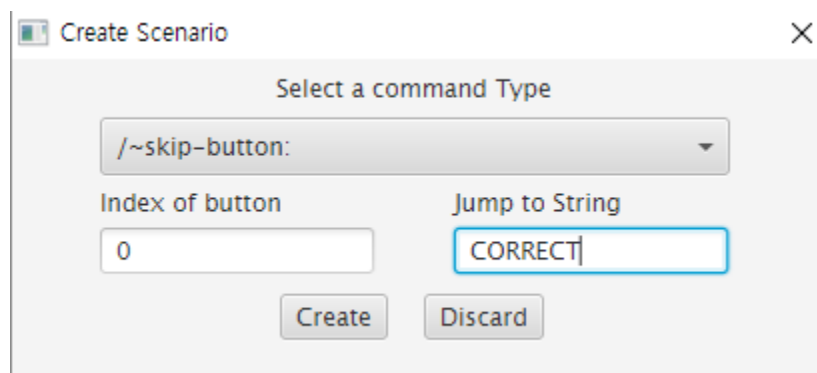 Create Scenario
Select a command Type
/~skip-button:
Index of button Jump to String
0 CORRECT
Create Discard